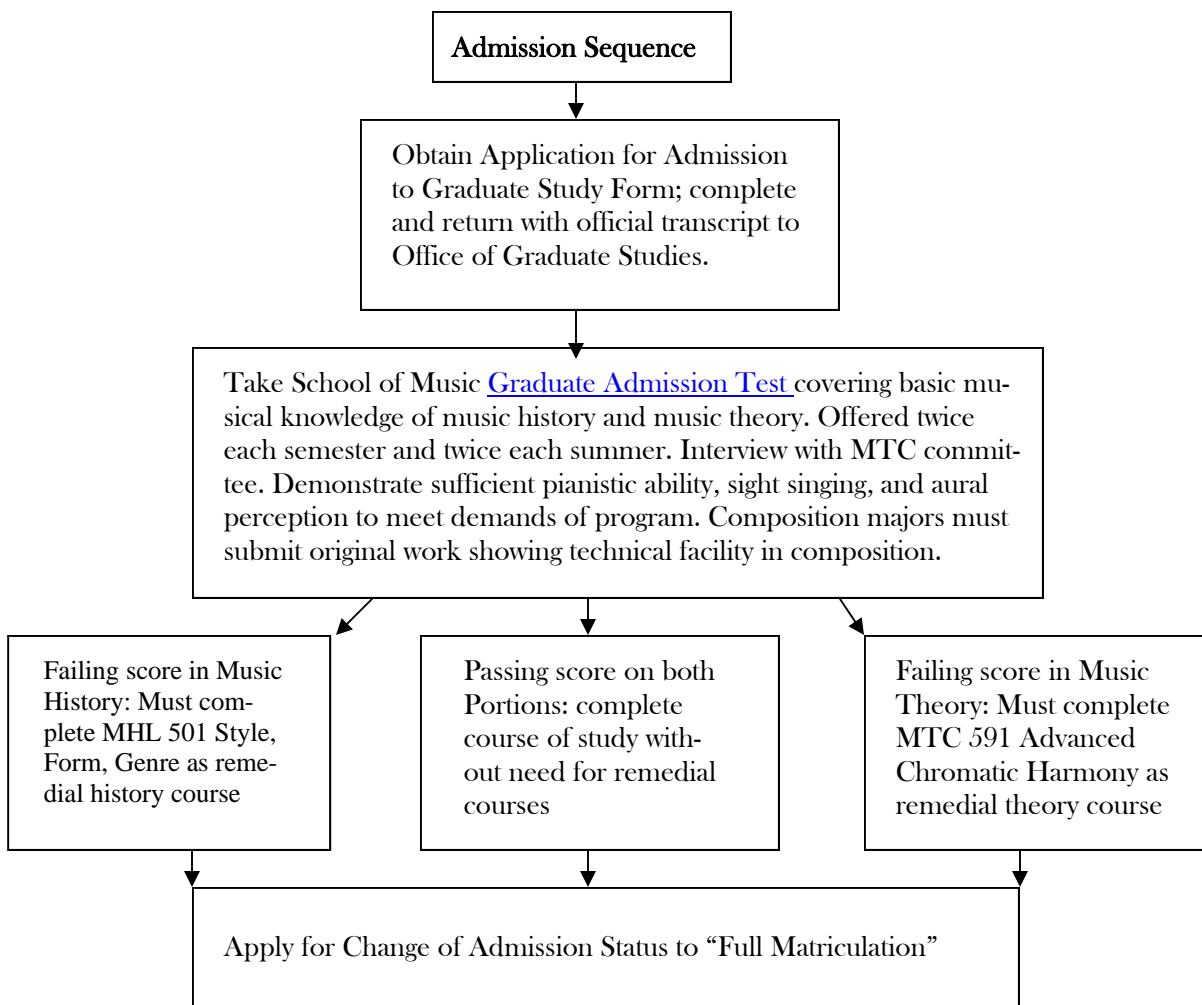 Admission Sequence
Obtain Application for Admission
to Graduate Study Form; complete
and return with official transcript to
Office of Graduate Studies.
Take School of Music Graduate Admission Test covering basic mu-
sical knowledge of music history and music theory. Offered twice
each semester and twice each summer. Interview with MTC commit-
tee. Demonstrate sufficient pianistic ability, sight singing, and aural
perception to meet demands of program. Composition majors must
submit original work showing technical facility in composition.
Failing score in Music
History: Must com-
plete MHL 501 Style,
Form, Genre as reme-
dial history course
Passing score on both
Portions: complete
course of study with-
out need for remedial
courses
Failing score in Music
Theory: Must complete
MTC 591 Advanced
Chromatic Harmony as
remedial theory course
Apply for Change of Admission Status to “Full Matriculation”